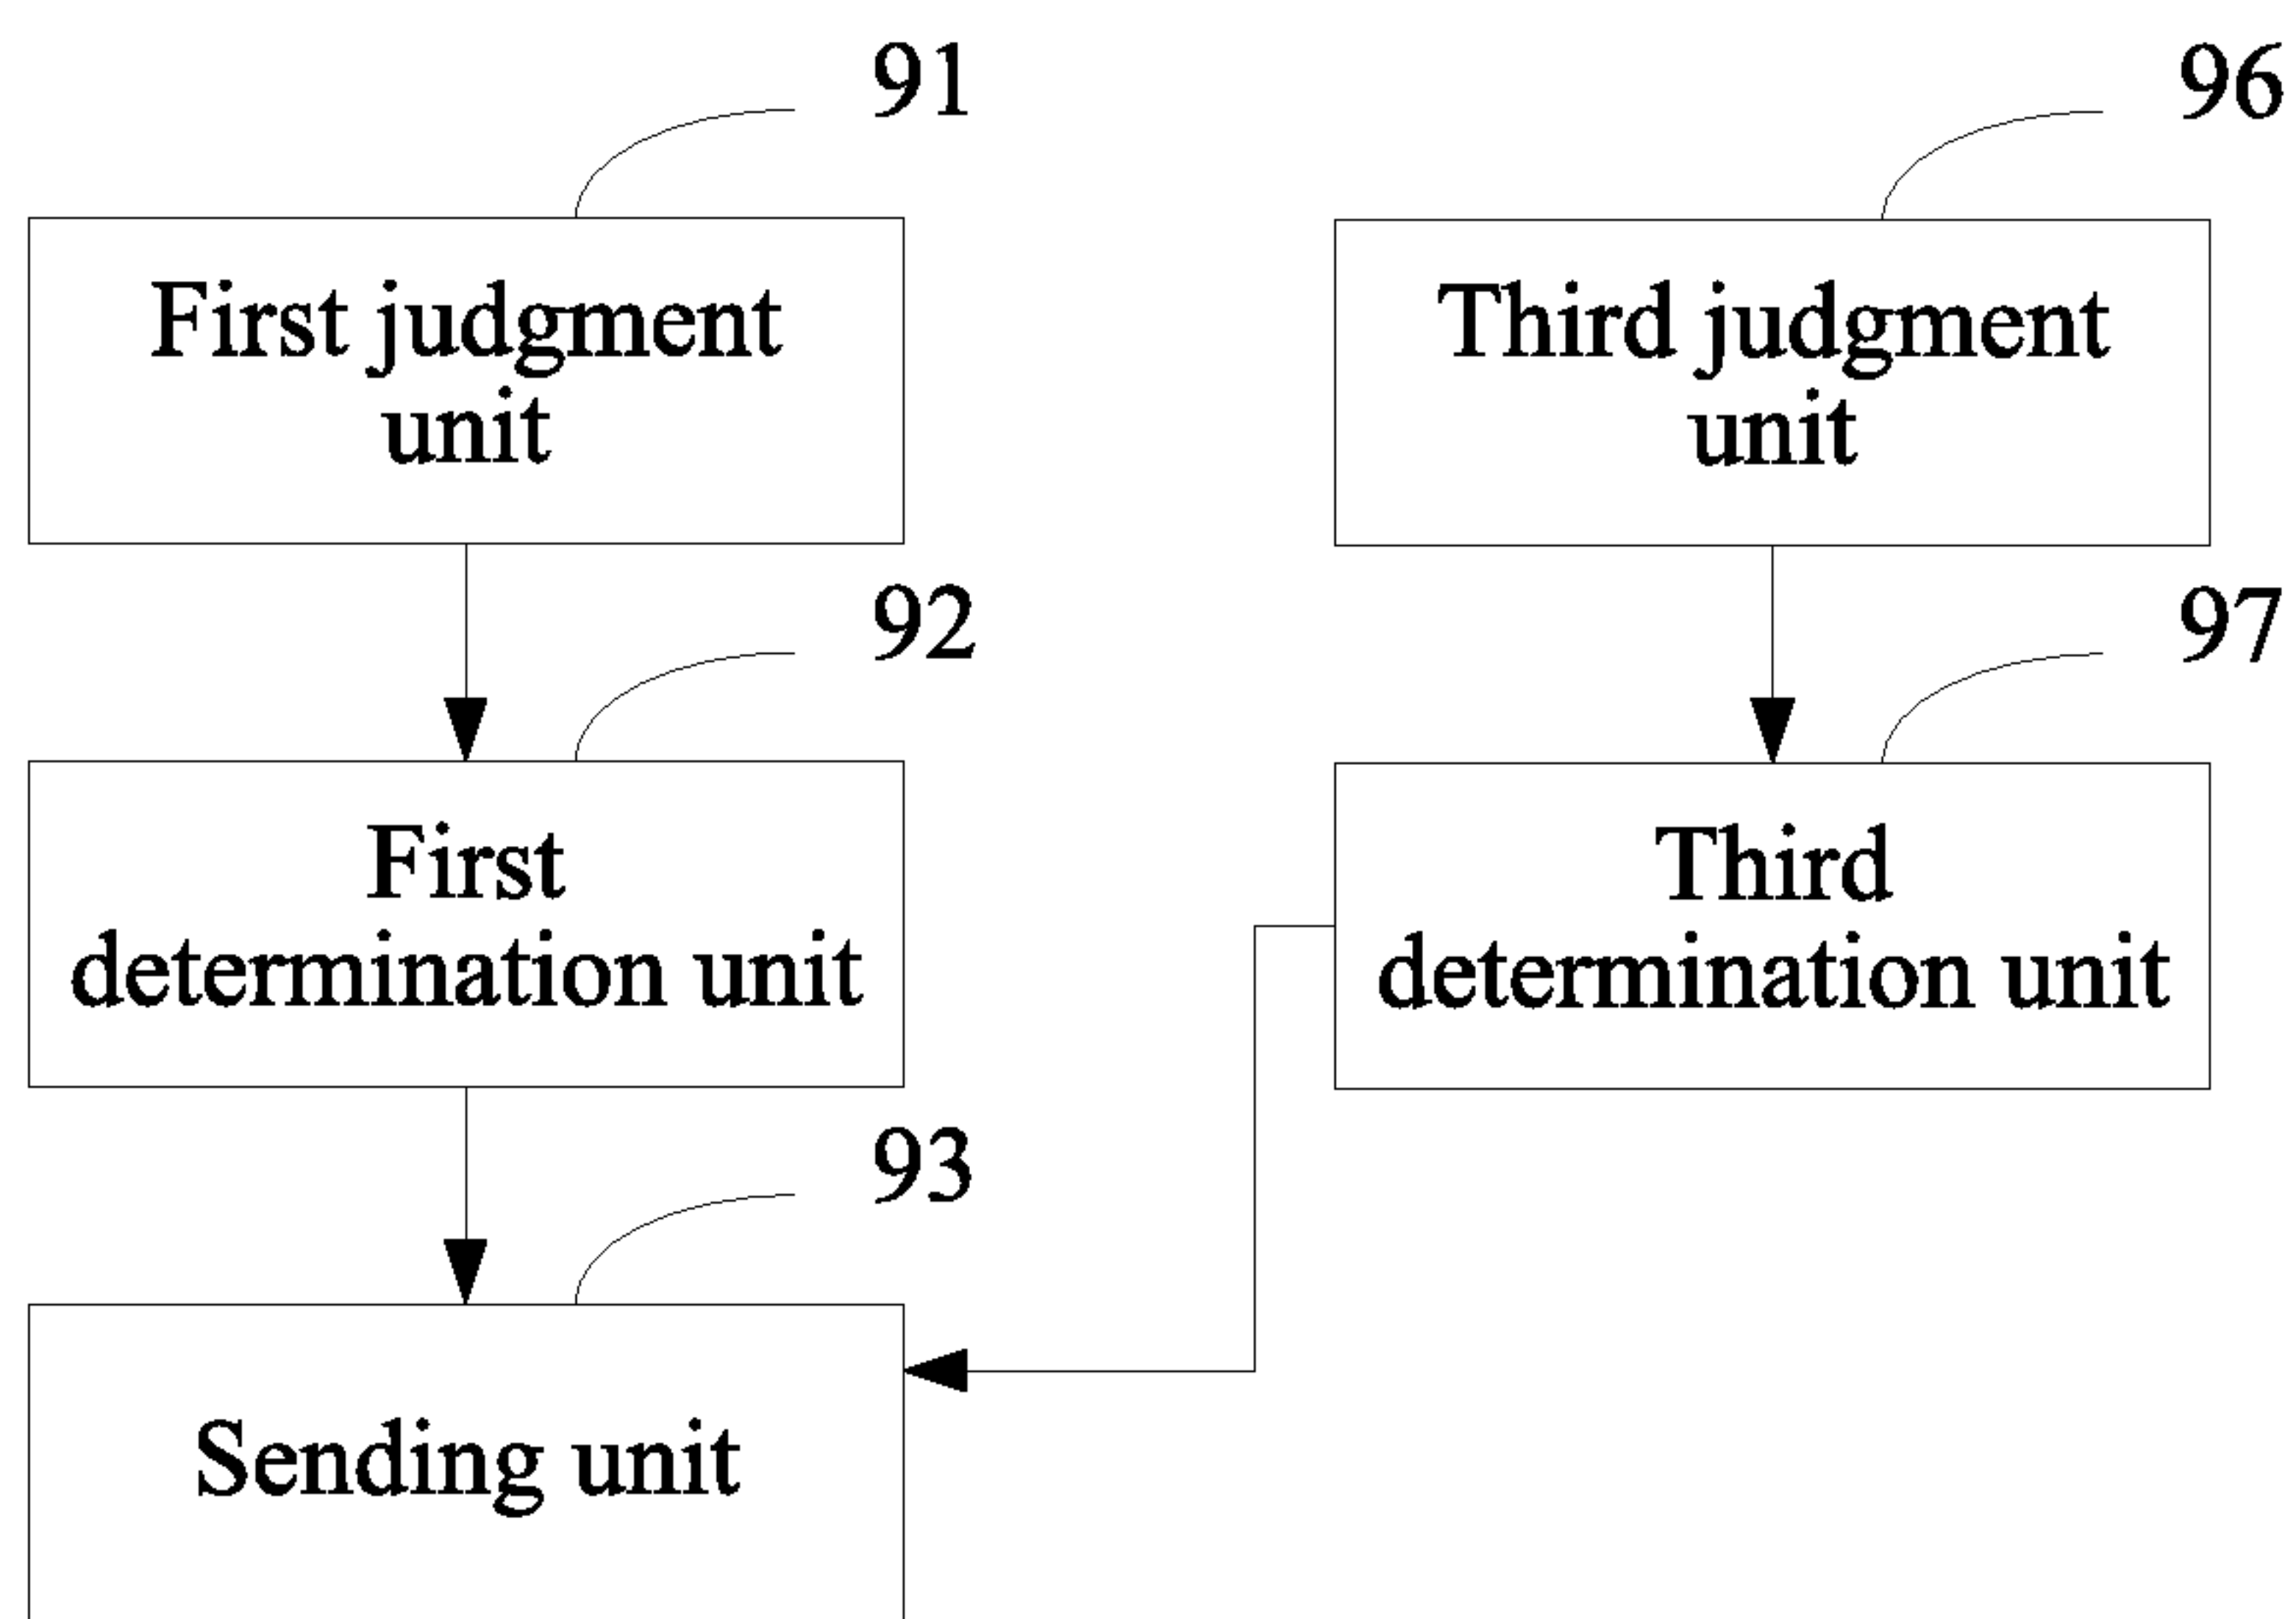 91
First judgment
unit
92
First
determination unit
93
Sending unit
96
Third judgment
unit
97
Third
determination unit